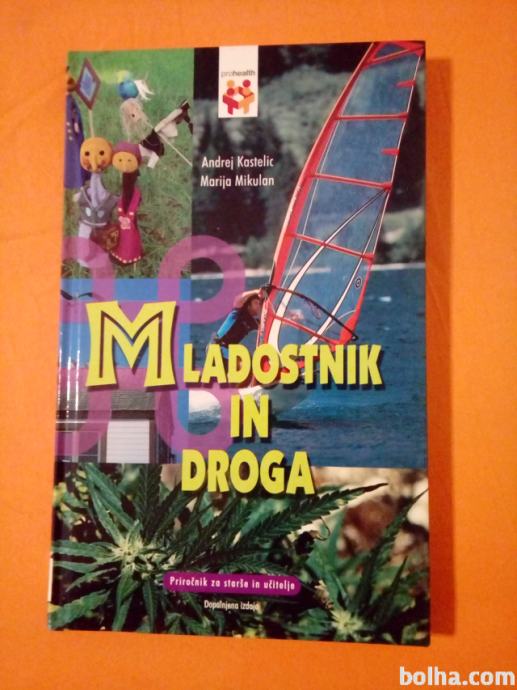 prohealth
Andrej Kastelic
Marija Mikulan
MLADOSTNIK
IN
DROGA
Priročnik za starše in učitelje
Dopolnjena izdaja
bolha.com